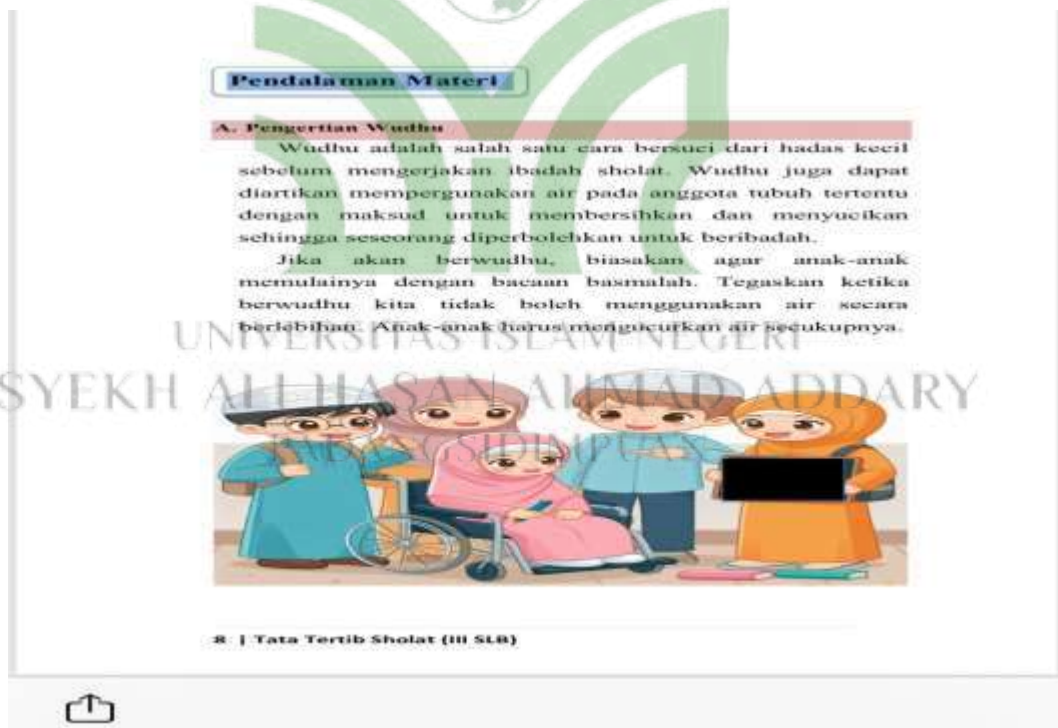 Pendalaman Materi
A. Pengertian Wudhu
Wudhu adalah salah satu cara bersuci dari hadas kecil
sebelum mengerjakan ibadah sholat. Wudhu juga dapat
diartikan mempergunakan air pada anggota tubuh tertentu
dengan maksud untuk membersihkan dan menyucikan
sehingga seseorang diperbolehkan untuk beribadah.
Jika akan berwudhu, biasakan agar anak-anak
memulainya dengan bacaan basmalah. Tegaskan ketika
berwudhu kita tidak boleh menggunakan air secara
berlebihan. Anak-anak harus mengucurkan air secukupnya.
UNIVERSITAS ISLAM NEGERI
SYEKH ALI HASAN AHMAD ADDARY
PADANGSIDIMPUAN
8 | Tata Tertib Sholat (III SLB)